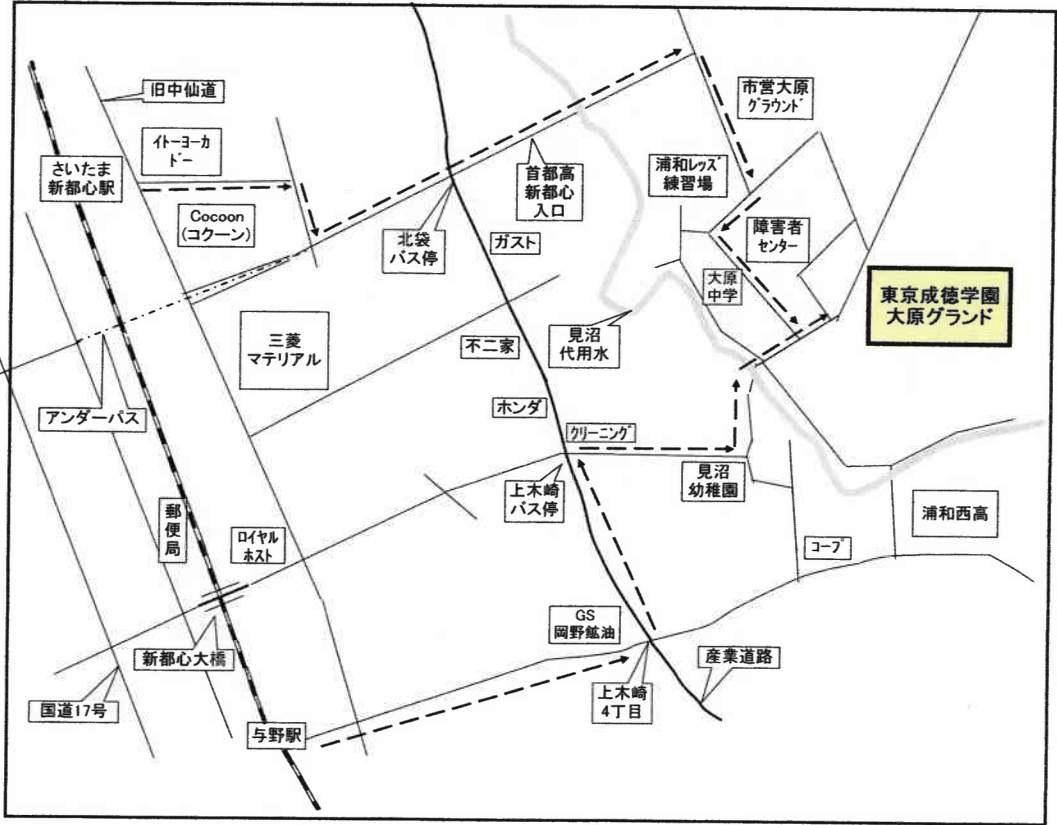 旧中仙道
イトーヨーカ
ドー
さいたま
新都心駅
Cocoon
(コクーン)
北袋
バス停
首都高
新都心
入口
ガスト
市営大原
グラウンド
浦和レッズ
練習場
障害者
センター
大原
中学
東京成徳学園
大原グランド
見沼
代用水
三菱
マテリアル
不二家
アンダーパス
ホンダ
クリーニング
上木崎
バス停
見沼
幼稚園
浦和西高
コープ
郵
便
局
ロイヤル
ホスト
新都心大橋
国道17号
与野駅
GS
岡野鉱油
上木崎
4丁目
産業道路